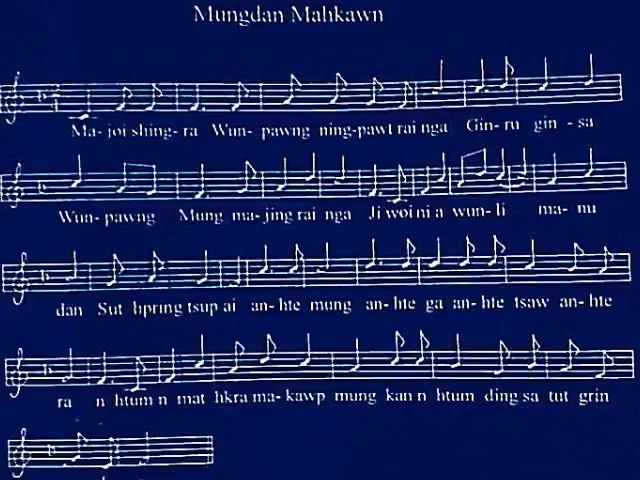 Mungdan Mahkawn
Ma- joi shing- ra Wun- pawng ning-pawt rai nga Gin- ru gin - sa
Wun- pawng Mung ma- jing rai nga Ji woi ni a wun- li ma- nu
dan Sut hpring tsup ai an- hte mung an- hte ga an- hte tsaw an- hte
ra n htum n mat hkra ma- kawp mung kan n htum ding sa tut grin